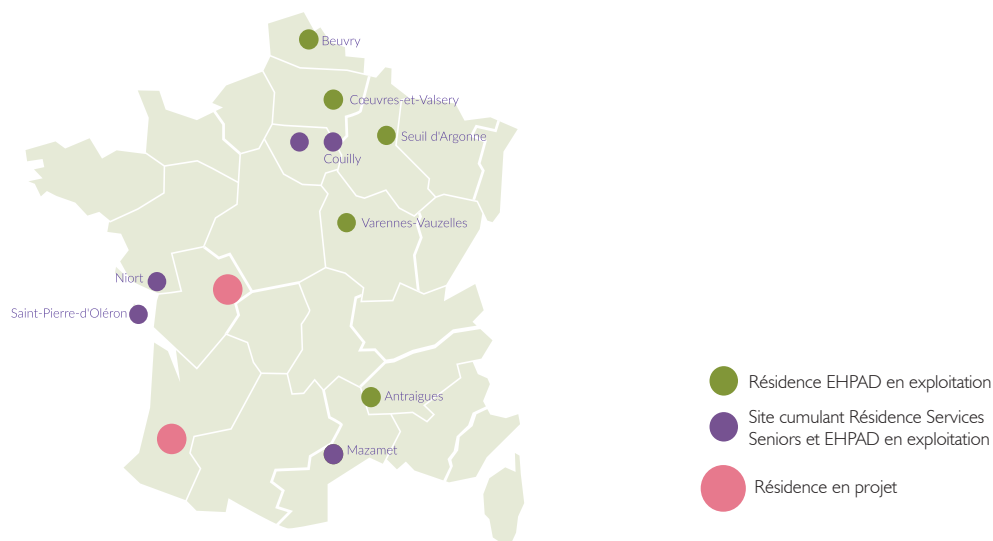 Beuvry
Cœuvres-et-Valsery
Seuil d'Argonne
Couilly
Varennes-Vauzelles
Niort
Saint-Pierre-d'Oléron
Antraigues
Mazamet
Résidence EHPAD en exploitation
Site cumulant Résidence Services
Seniors et EHPAD en exploitation
Résidence en projet